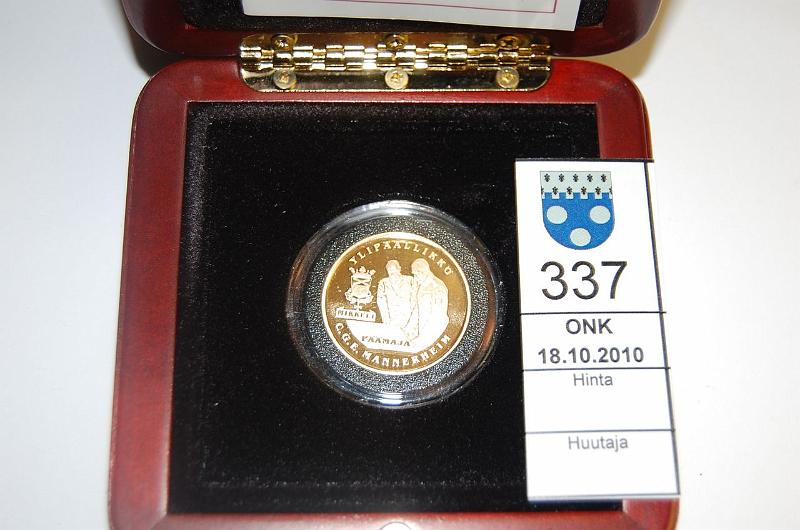 YLIPÄÄLLIKKÖ
MIKKELI
PÄÄMAJA
C.G.E. MANNERHEIM
337
ONK
18.10.2010
Hinta
Huutaja